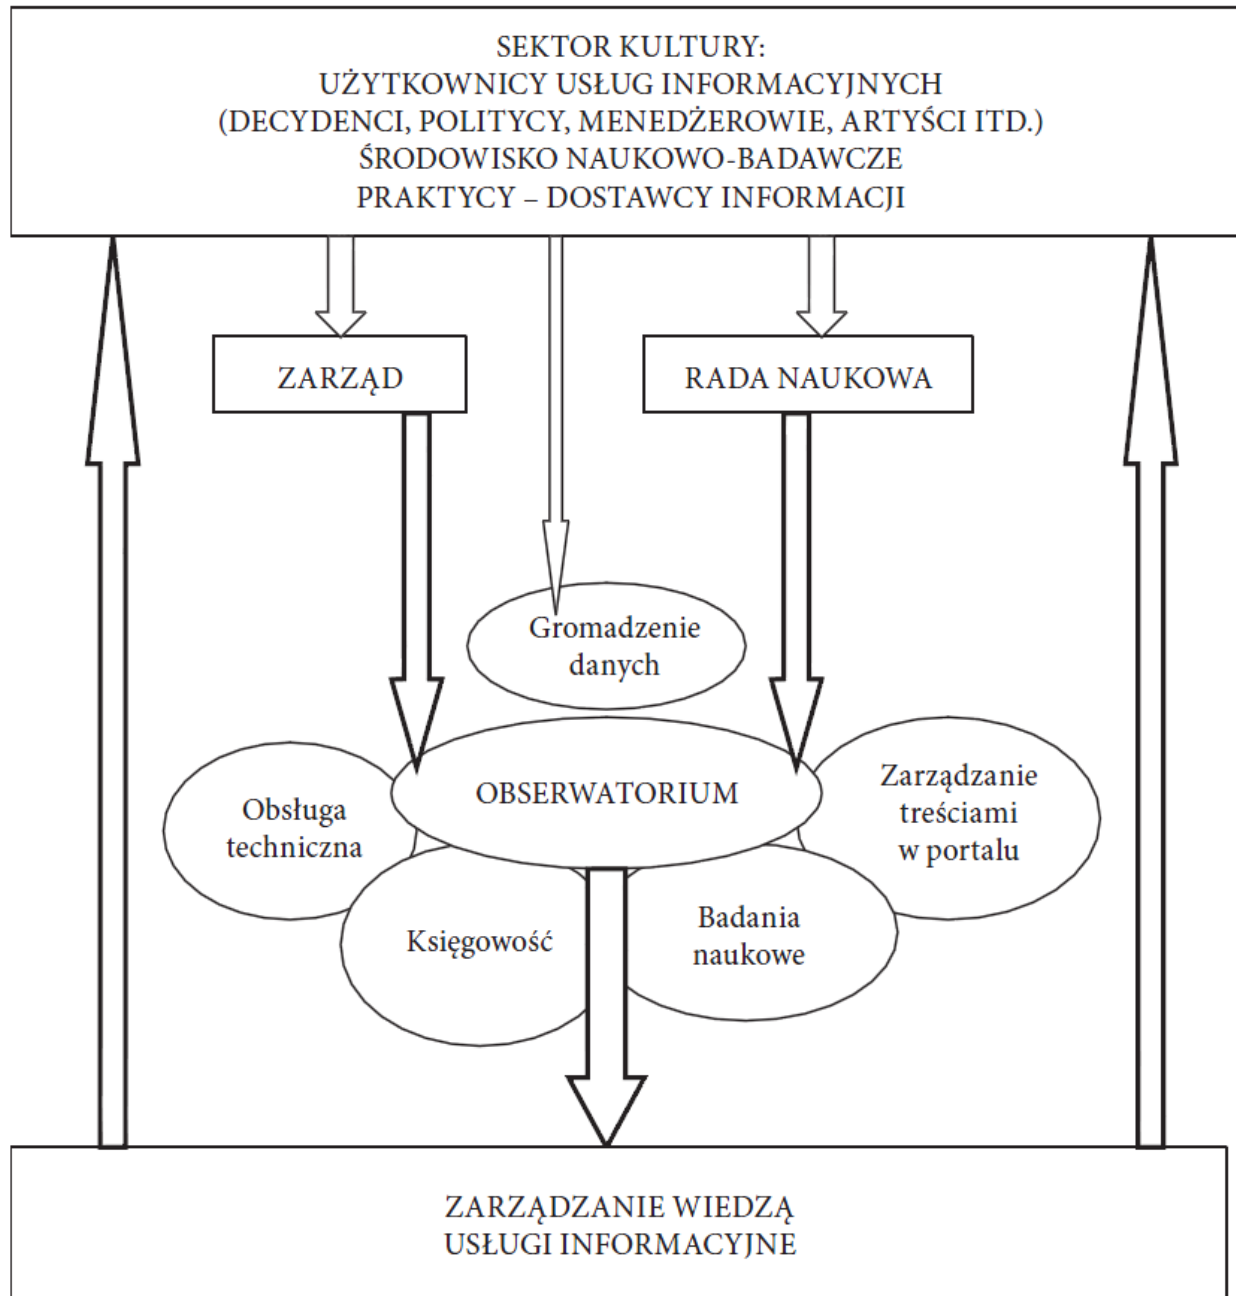 SEKTOR KULTURY:
UŻYTKOWNICY USŁUG INFORMACYJNYCH
(DECYDENCI, POLITYCY, MENEDŻEROWIE, ARTYŚCI ITD.)
ŚRODOWISKO NAUKOWO-BADAWCZE
PRAKTYCY – DOSTAWCY INFORMACJI
ZARZĄD
RADA NAUKOWA
Gromadzenie
danych
OBSERWATORIUM
Obsługa
techniczna
Zarządzanie
treściami
w portalu
Księgowość
Badania
naukowe
ZARZĄDZANIE WIEDZĄ
USŁUGI INFORMACYJNE